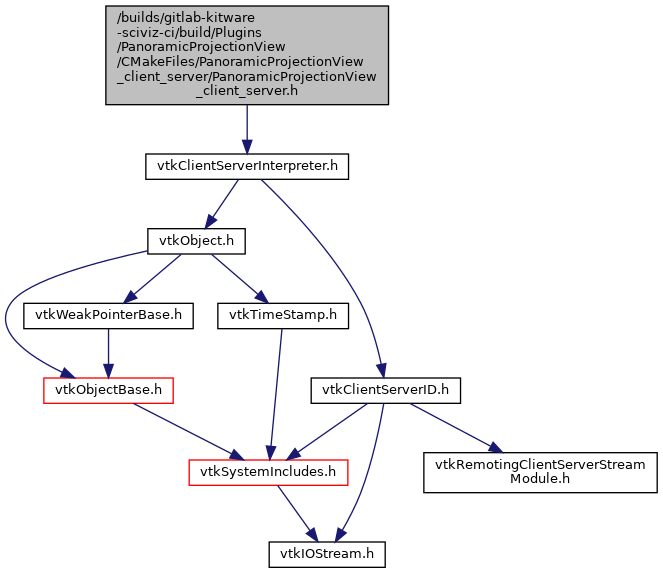 /builds/gitlab-kitware
-sciviz-ci/build/Plugins
/PanoramicProjectionView
/CMakeFiles/PanoramicProjectionView
_client_server/PanoramicProjectionView
_client_server.h
vtkClientServerInterpreter.h
vtkObject.h
vtkWeakPointerBase.h
vtkTimeStamp.h
vtkObjectBase.h
vtkClientServerID.h
vtkSystemIncludes.h
vtkRemotingClientServerStream
Module.h
vtkIOStream.h